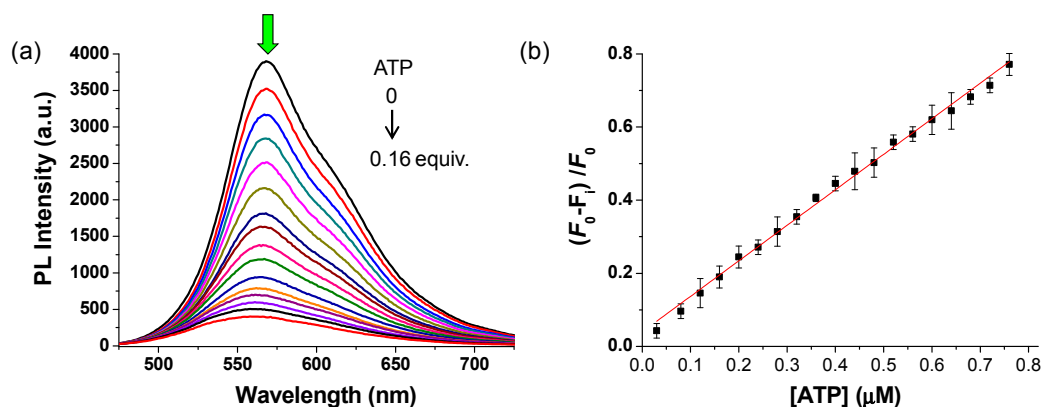 (a)
ATP
0
0.16 equiv.
PL Intensity (a.u.)
4000
3500
3000
2500
2000
1500
1000
500
0
500 550 600 650 700
Wavelength (nm)
(b)
(F0-Fi) /F0
0.8
0.6
0.4
0.2
0.0
0.0 0.1 0.2 0.3 0.4 0.5 0.6 0.7 0.8
[ATP] (μM)